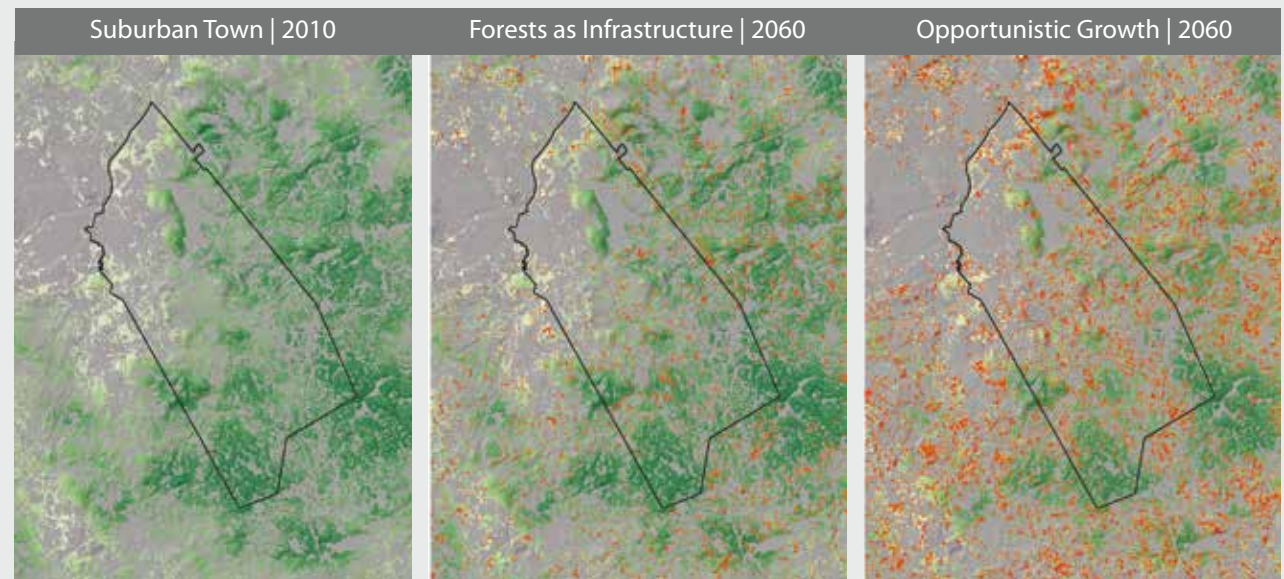 Suburban Town | 2010
Forests as Infrastructure | 2060
Opportunistic Growth | 2060